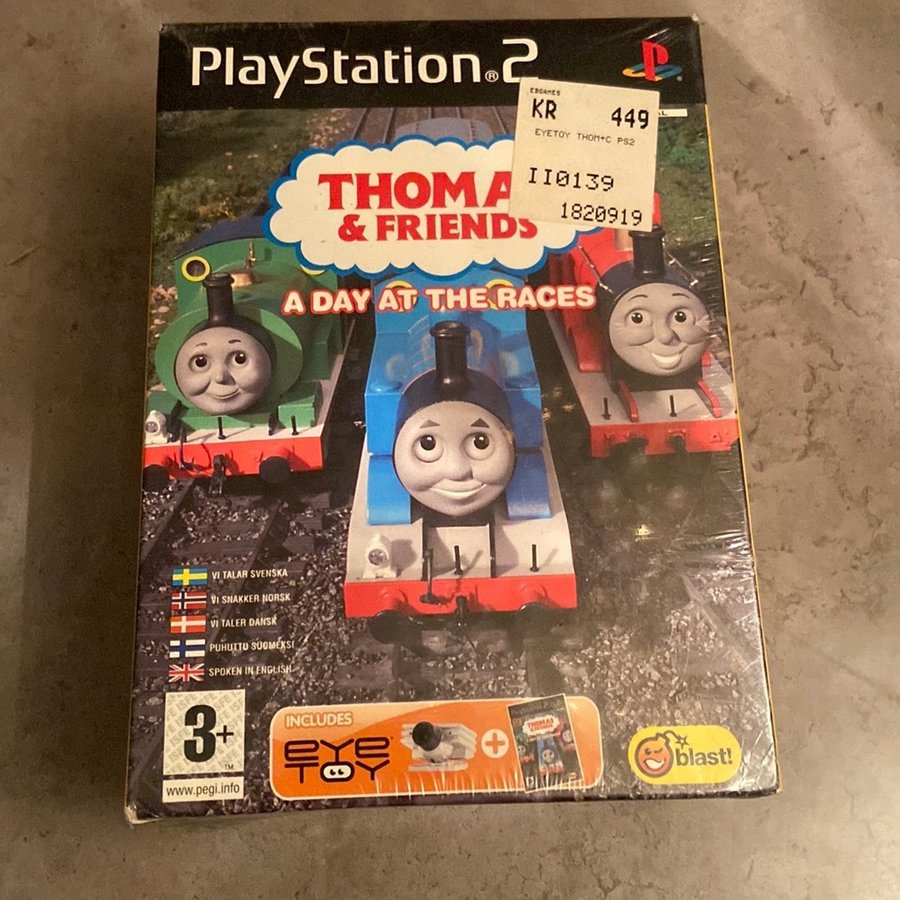 PlayStation®2
EBGAMES
KR 449
EYETOY THOM+C PS2
II0139
1820919
THOMA
& FRIENDS
A DAY AT THE RACES
VI TALAR SVENSKA
VI SNAKKER NORSK
VI TALER DANSK
PUHUTTU SUOMEKSI
SPOKEN IN ENGLISH
3+
TM
www.pegi.info
INCLUDES
EYE
TOY
+
THOMAS
blast!